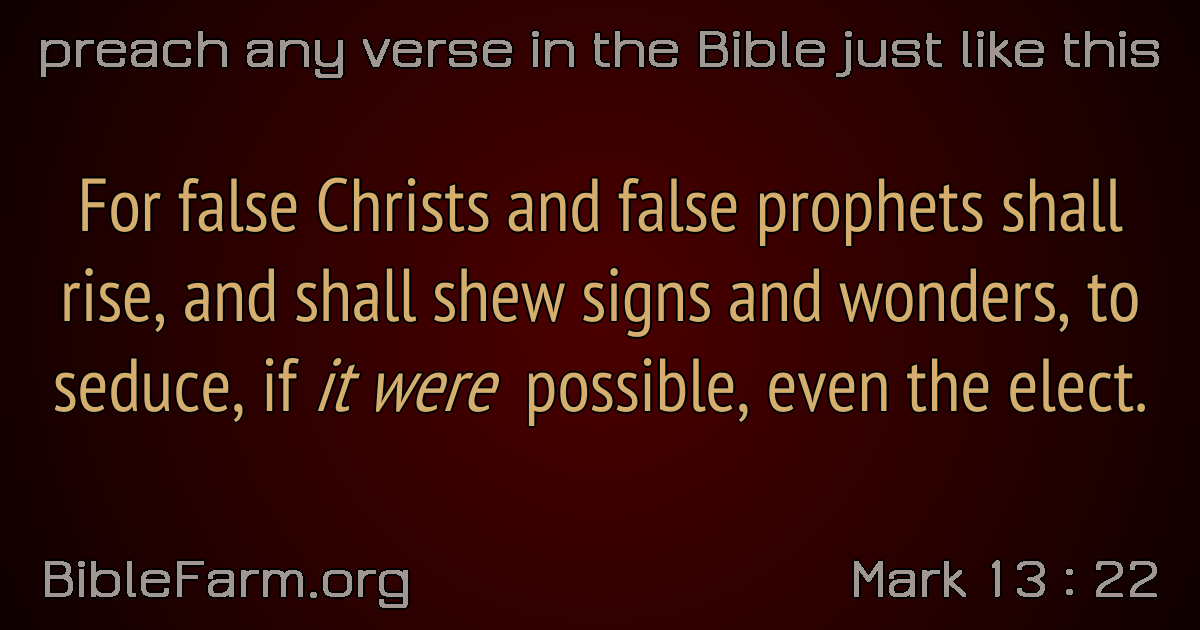 preach any verse in the Bible just like this
For false Christs and false prophets shall
rise, and shall shew signs and wonders, to
seduce, if it were possible, even the elect.
BibleFarm.org
Mark 13 : 22